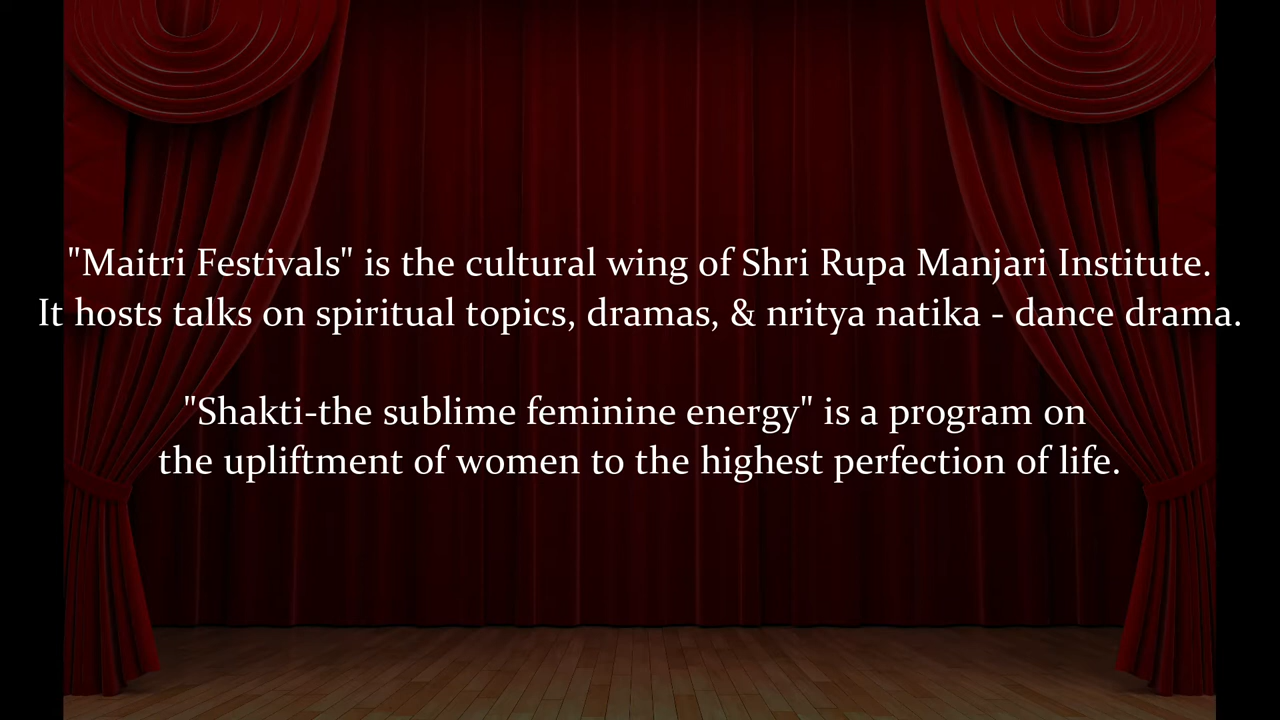 "Maitri Festivals" is the cultural wing of Shri Rupa Manjari Institute.
It hosts talks on spiritual topics, dramas, & nritya natika - dance drama.
"Shakti-the sublime feminine energy" is a program on
the upliftment of women to the highest perfection of life.